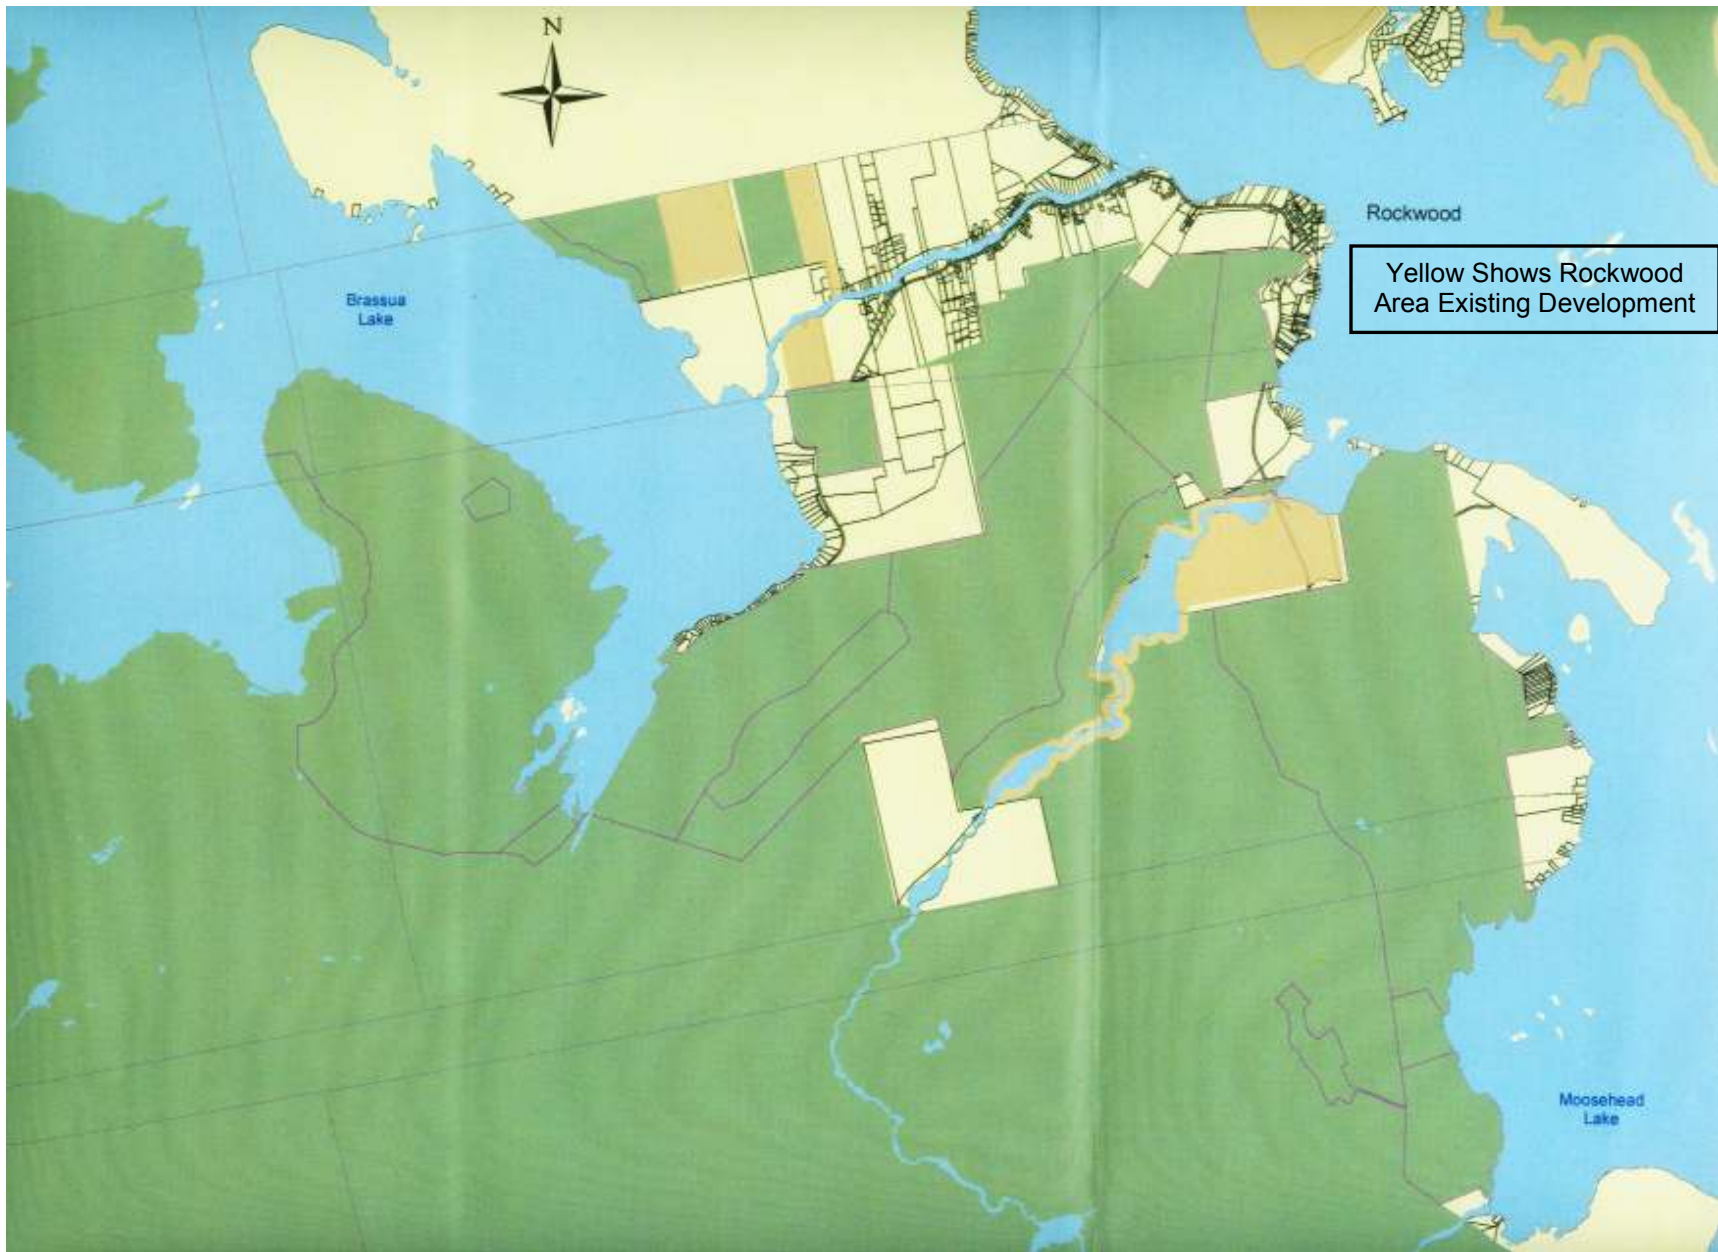 N
Rockwood
Yellow Shows Rockwood
Area Existing Development
Brassua
Lake
Moosehead
Lake